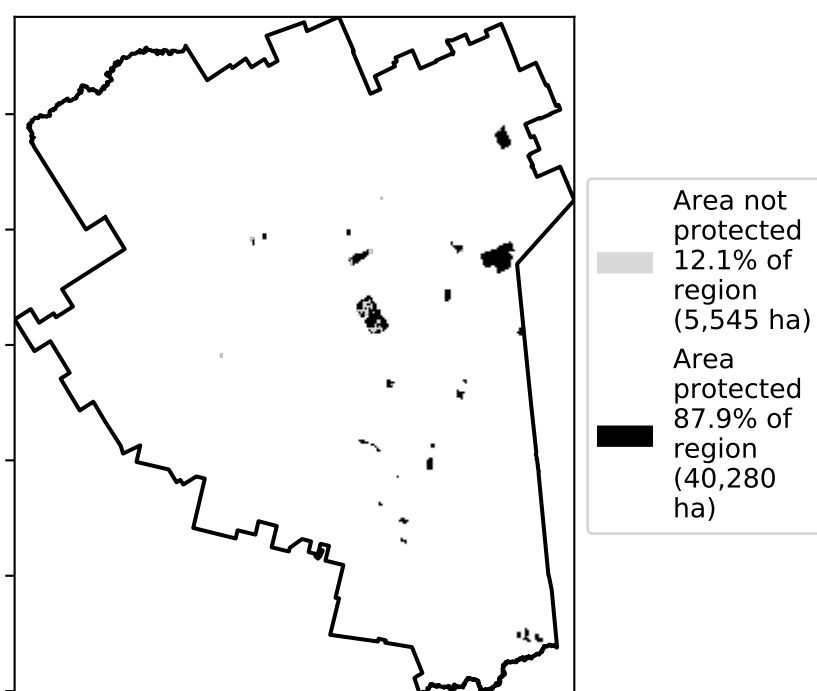 Area not
protected
12.1% of
region
(5,545 ha)
Area
protected
87.9% of
region
(40,280
ha)